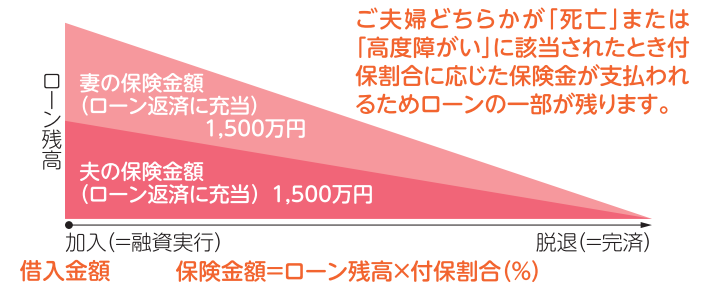 ご夫婦どちらかが「死亡」または
「高度障がい」に該当されたとき付
保割合に応じた保険金が支払われ
るためローンの一部が残ります。
ローン残高
妻の保険金額
(ローン返済に充当)
1,500万円
夫の保険金額
(ローン返済に充当) 1,500万円
加入(=融資実行)
脱退(=完済)
借入金額
保険金額=ローン残高×付保割合(%)